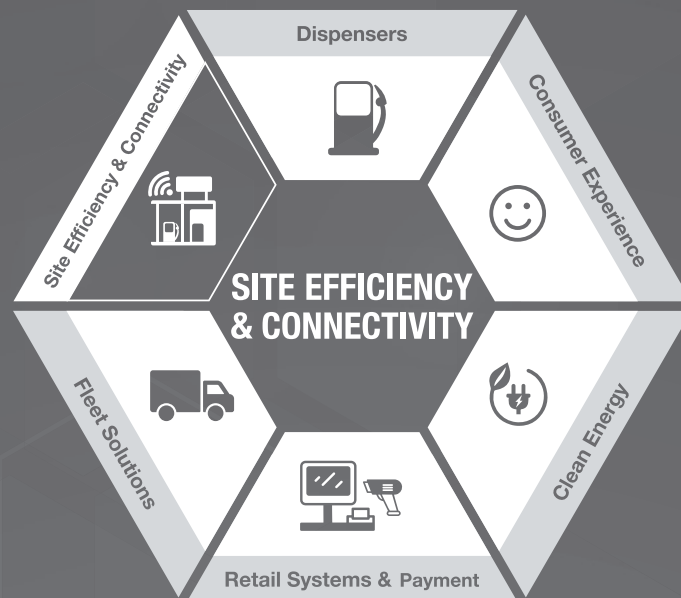 Dispensers
Site Efficiency & Connectivity
Consumer Experience
SITE EFFICIENCY
& CONNECTIVITY
Fleet Solutions
Clean Energy
Retail Systems & Payment